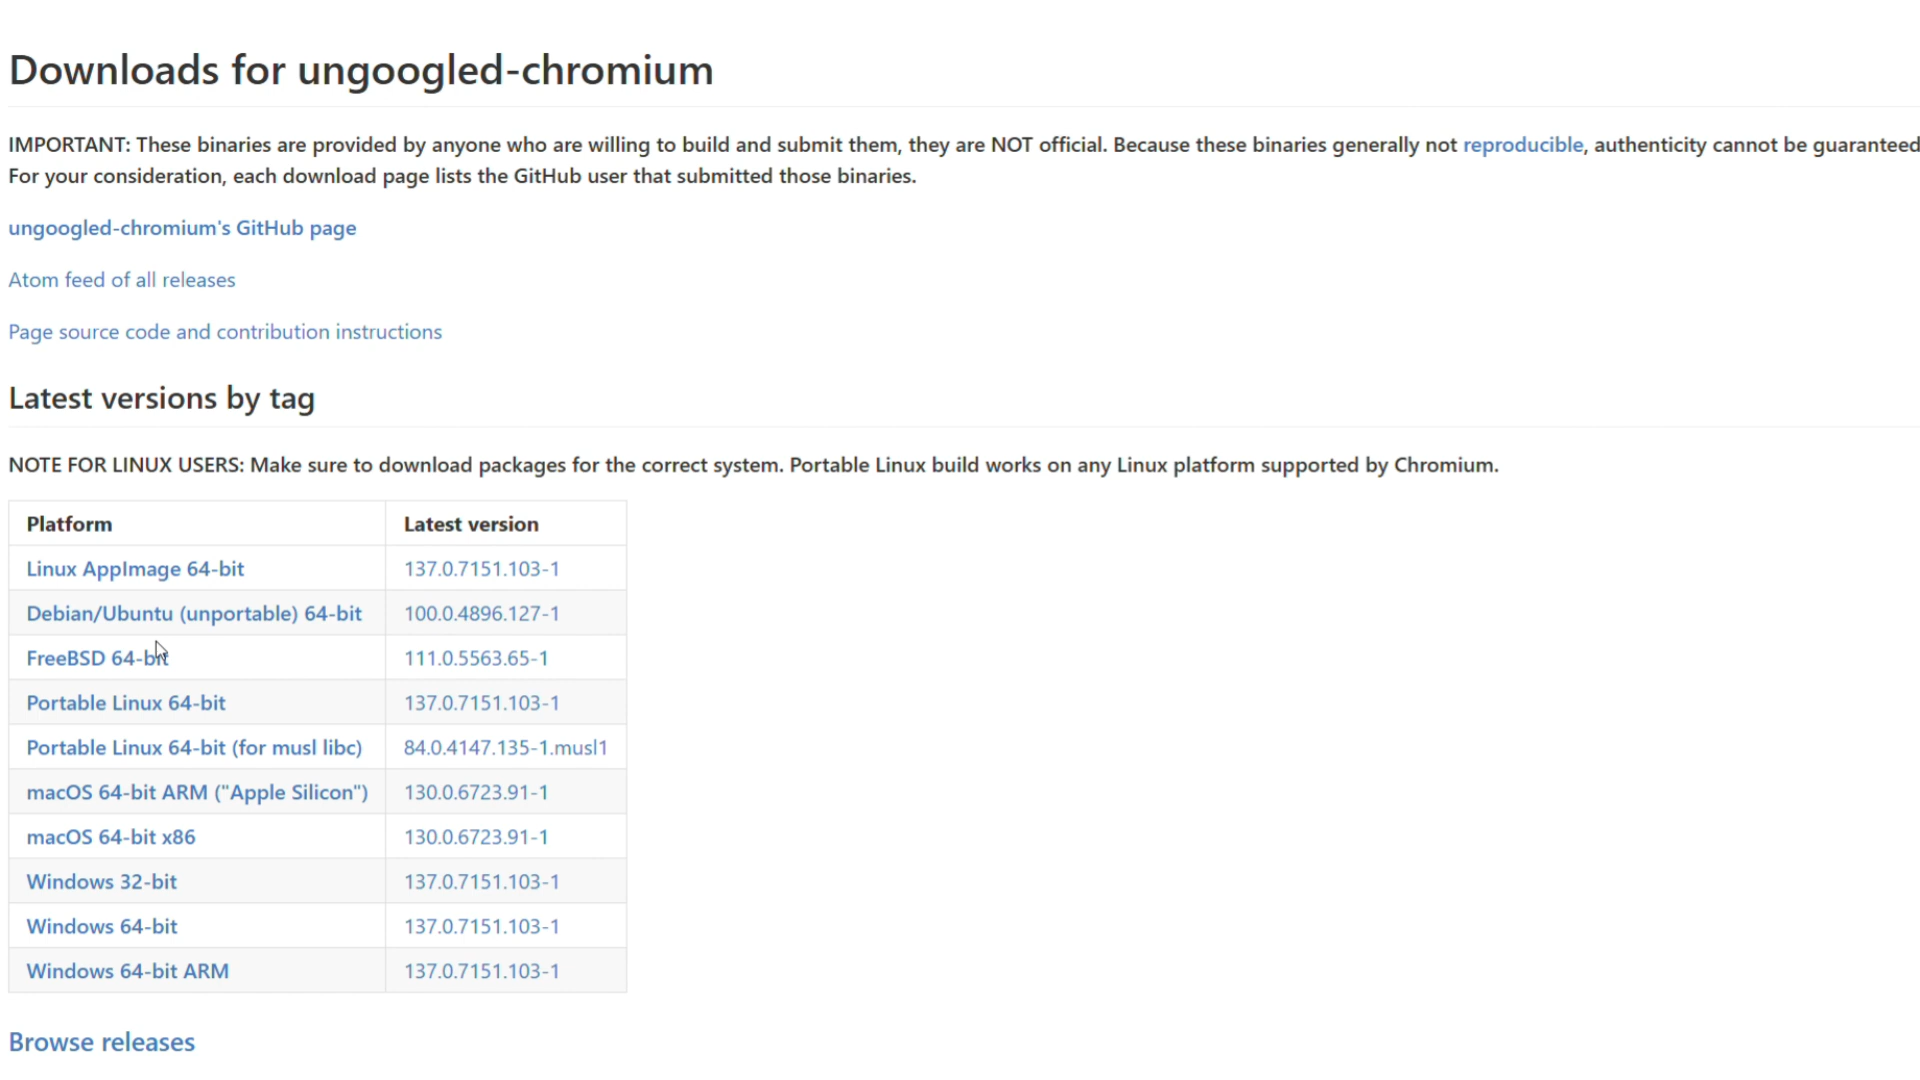 Downloads for ungoogled-chromium
IMPORTANT: These binaries are provided by anyone who are willing to build and submit them, they are NOT official. Because these binaries generally not reproducible, authenticity cannot be guaranteed
For your consideration, each download page lists the GitHub user that submitted those binaries.
ungoogled-chromium's GitHub page
Atom feed of all releases
Page source code and contribution instructions
Latest versions by tag
NOTE FOR LINUX USERS: Make sure to download packages for the correct system. Portable Linux build works on any Linux platform supported by Chromium.
Platform Latest version
Linux AppImage 64-bit 137.0.7151.103-1
Debian/Ubuntu (unportable) 64-bit 100.0.4896.127-1
FreeBSD 64-bit 111.0.5563.65-1
Portable Linux 64-bit 137.0.7151.103-1
Portable Linux 64-bit (for musl libc) 84.0.4147.135-1.musl1
macOS 64-bit ARM ("Apple Silicon") 130.0.6723.91-1
macOS 64-bit x86 130.0.6723.91-1
Windows 32-bit 137.0.7151.103-1
Windows 64-bit 137.0.7151.103-1
Windows 64-bit ARM 137.0.7151.103-1
Browse releases